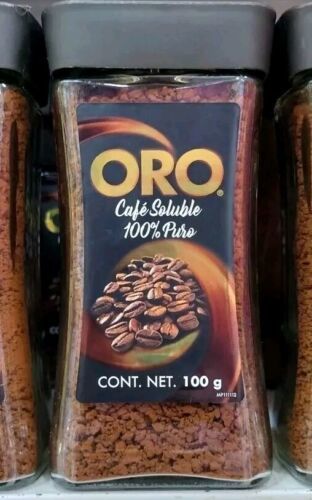 ORO®
Café Soluble
100% Puro
CONT. NET. 100 g